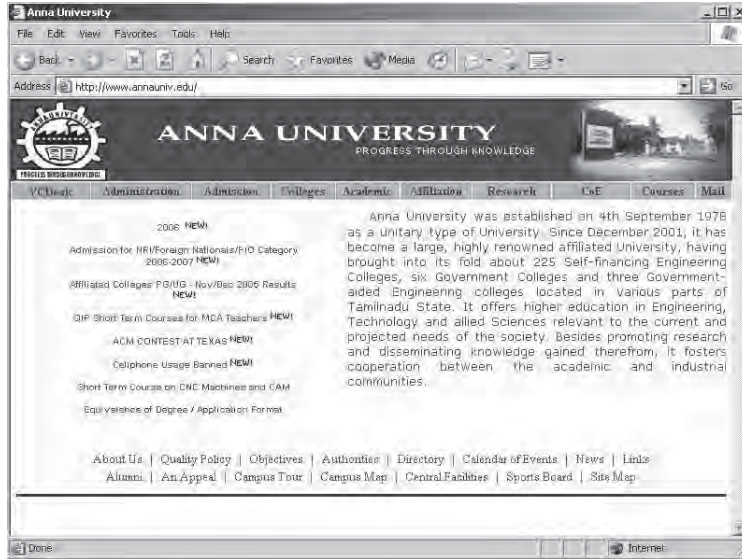 Anna University
File Edit View Favorites Tools Help
Back Search Favorites Media
Address http://www.annauniv.edu/ Go
ANNA UNIVERSITY
PROGRESS THROUGH KNOWLEDGE
PROGRESS THROUGH KNOWLEDGE
VCDesk Administration Admission Colleges Academic Affiliation Research CoE Courses Mail
2006 NEW!
Admission for NRI/Foreign Nationals/PIO Category
2006-2007 NEW!
Affiliated Colleges PG/UG - Nov/Dec 2005 Results
NEW!
QIP Short Term Courses for MCA Teachers NEW!
ACM CONTEST AT TEXAS NEW!
Cellphone Usage Banned NEW!
Short Term Course on CNC Machines and CAM
Equivalence of Degree / Application Format
Anna University was established on 4th September 1978
as a unitary type of University. Since December 2001, it has
become a large, highly renowned affiliated University, having
brought into its fold about 225 Self-financing Engineering
Colleges, six Government Colleges and three Government-
aided Engineering colleges located in various parts of
Tamilnadu State. It offers higher education in Engineering,
Technology and allied Sciences relevant to the current and
projected needs of the society. Besides promoting research
and disseminating knowledge gained therefrom, it fosters
cooperation between the academic and industrial
communities.
About Us | Quality Policy | Objectives | Authorities | Directory | Calendar of Events | News | Links
Alumni | An Appeal | Campus Tour | Campus Map | Central Facilities | Sports Board | Site Map
Done Internet